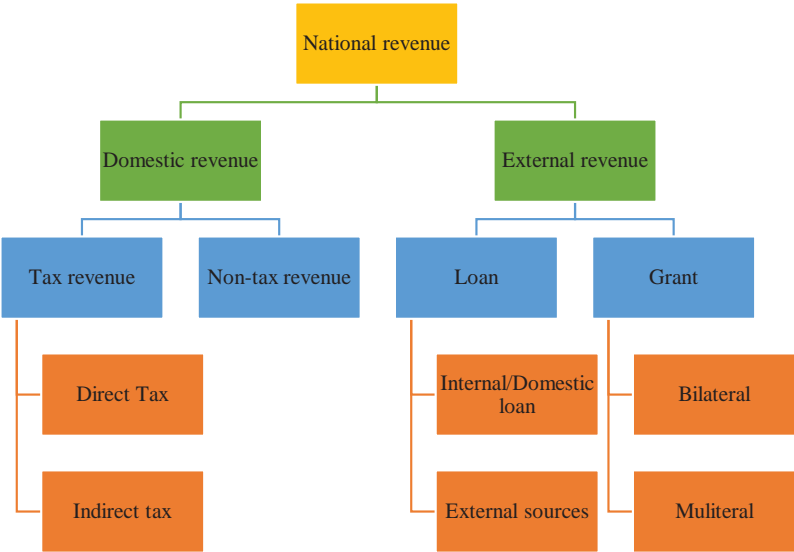 National revenue
Domestic revenue
External revenue
Tax revenue
Non-tax revenue
Loan
Grant
Direct Tax
Internal/Domestic
loan
Bilateral
Indirect tax
External sources
Muliteral